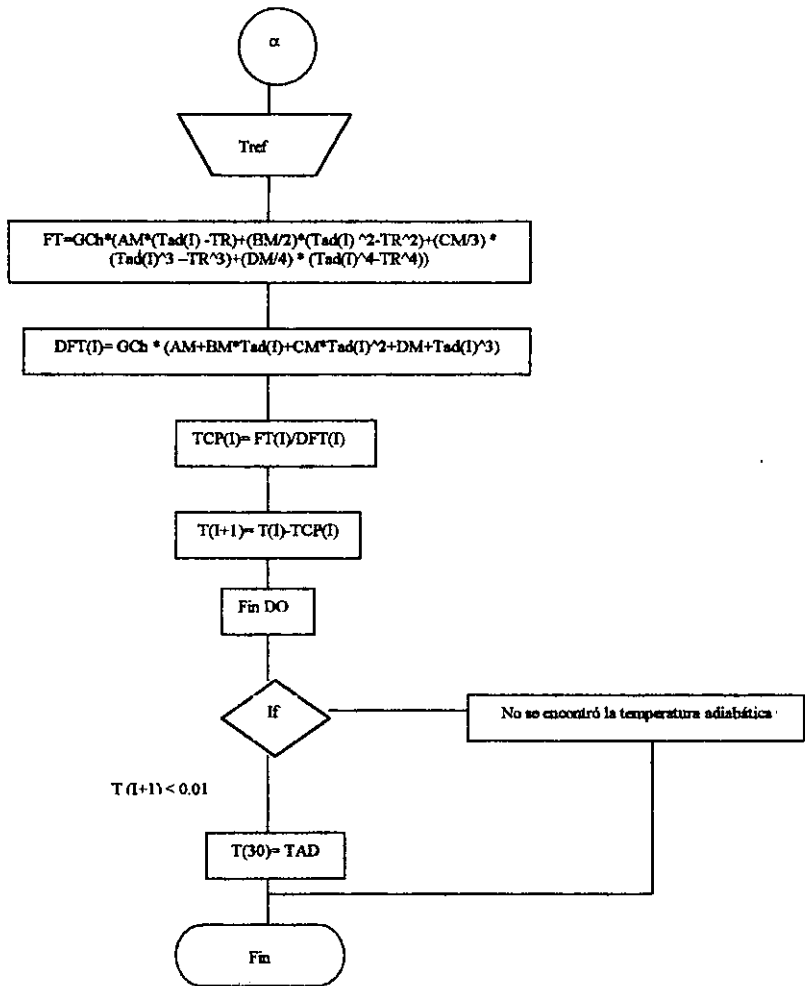 α
Tref
FT=GCh*(AM*(Tad(I) -TR)+(BM/2)*(Tad(I) ^2-TR^2)+(CM/3) *
(Tad(I)^3 –TR^3)+(DM/4) * (Tad(I)^4-TR^4))
DFT(I)= GCh * (AM+BM*Tad(I)+CM*Tad(I)^2+DM+Tad(I)^3)
TCP(I)= FT(I)/DFT(I)
T(I+1)= T(I)-TCP(I)
Fin DO
If
No se encontró la temperatura adiabática
T (I+1) < 0.01
T(30)= TAD
Fin